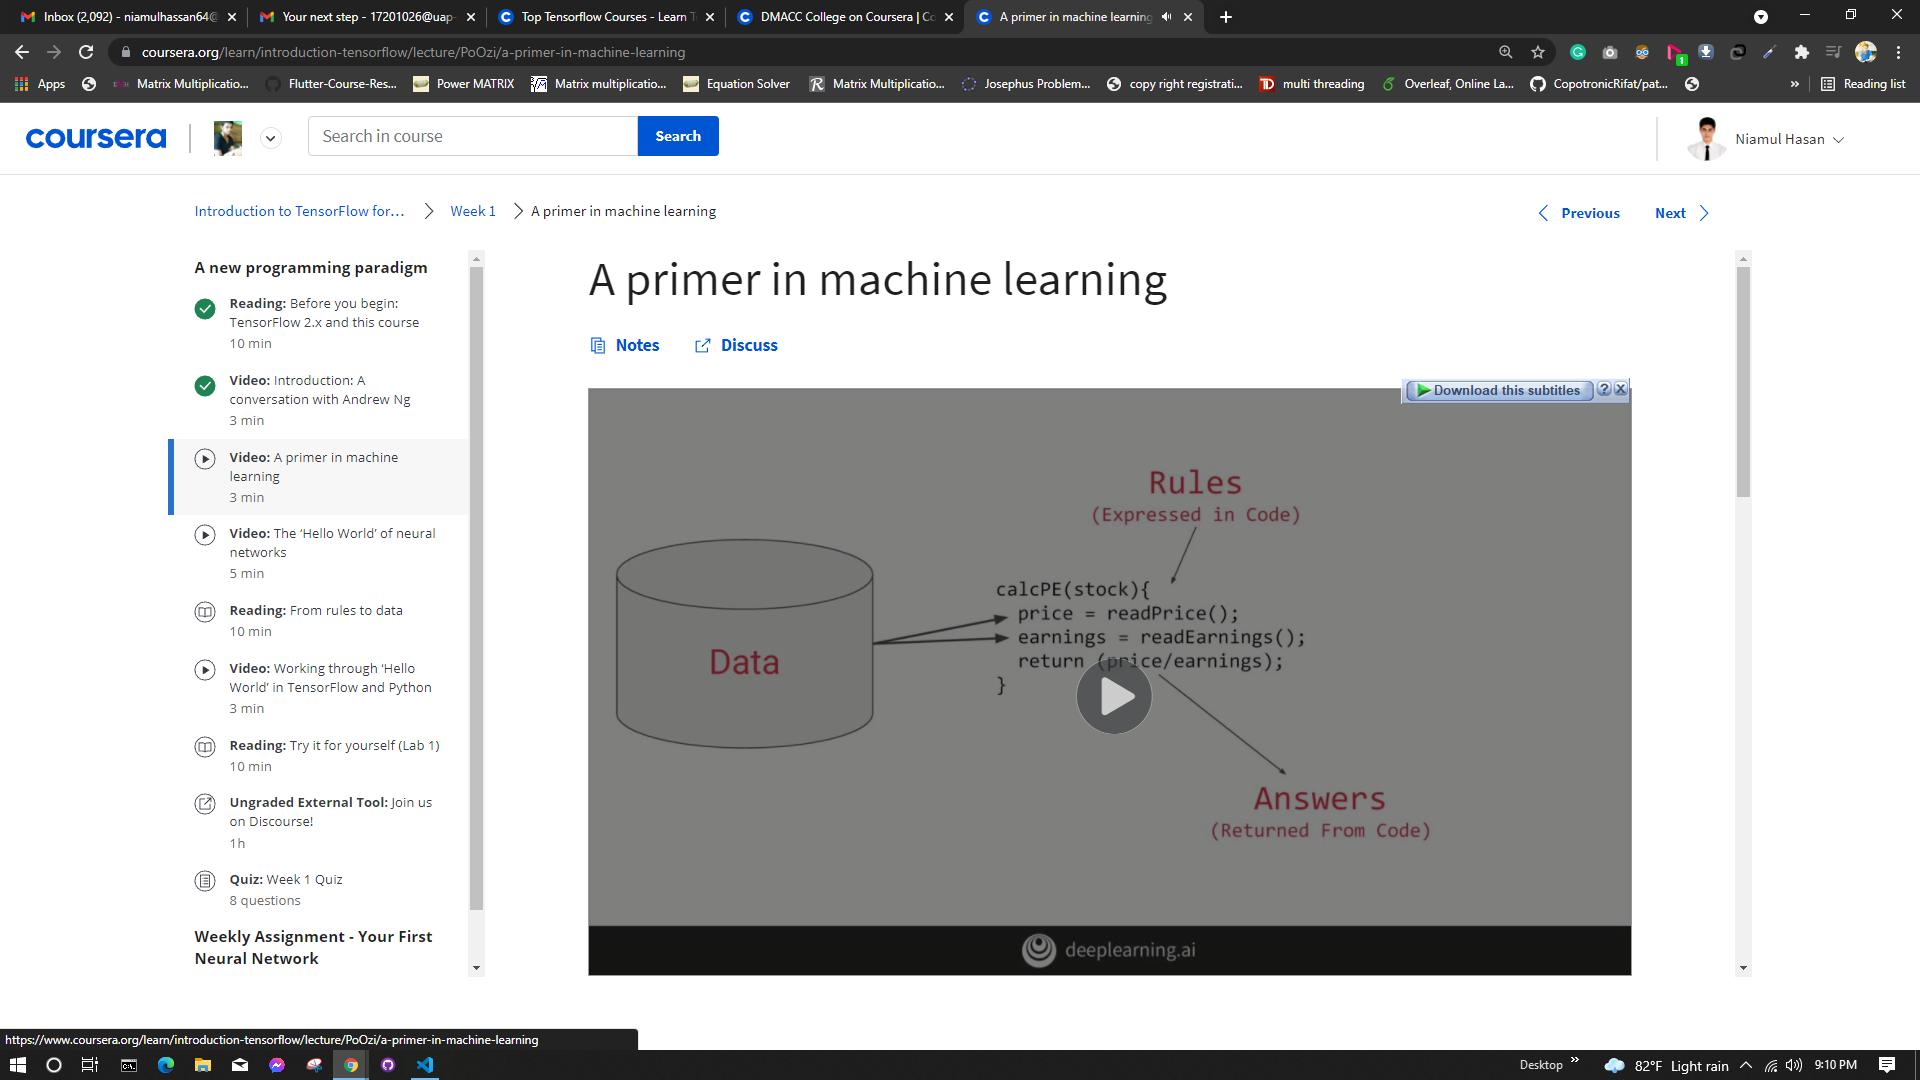 Inbox (2,092) - niamulhassan64@
Your next step - 17201026@uap-
Top Tensorflow Courses - Learn T
DMACC College on Coursera | Co
A primer in machine learning
coursera.org/learn/introduction-tensorflow/lecture/PoOzi/a-primer-in-machine-learning
Apps
Matrix Multiplicatio...
Flutter-Course-Res...
Power MATRIX
Matrix multiplicatio...
Equation Solver
Matrix Multiplicatio...
Josephus Problem...
copy right registrati...
multi threading
Overleaf, Online La...
CopotronicRifat/pat...
»
Reading list
coursera
Search in course
Search
Niamul Hasan
Introduction to TensorFlow for...
Week 1
A primer in machine learning
Previous
Next
A new programming paradigm
Reading: Before you begin:
TensorFlow 2.x and this course
10 min
Video: Introduction: A
conversation with Andrew Ng
3 min
Video: A primer in machine
learning
3 min
Video: The ‘Hello World’ of neural
networks
5 min
Reading: From rules to data
10 min
Video: Working through ‘Hello
World’ in TensorFlow and Python
3 min
Reading: Try it for yourself (Lab 1)
10 min
Ungraded External Tool: Join us
on Discourse!
1h
Quiz: Week 1 Quiz
8 questions
Weekly Assignment - Your First
Neural Network
A primer in machine learning
Notes
Discuss
Download this subtitles
Rules
(Expressed in Code)
Data
calcPE(stock){
price = readPrice();
earnings = readEarnings();
return (price/earnings);
}
Answers
(Returned From Code)
deeplearning.ai
https://www.coursera.org/learn/introduction-tensorflow/lecture/PoOzi/a-primer-in-machine-learning
Desktop
82°F Light rain
9:10 PM